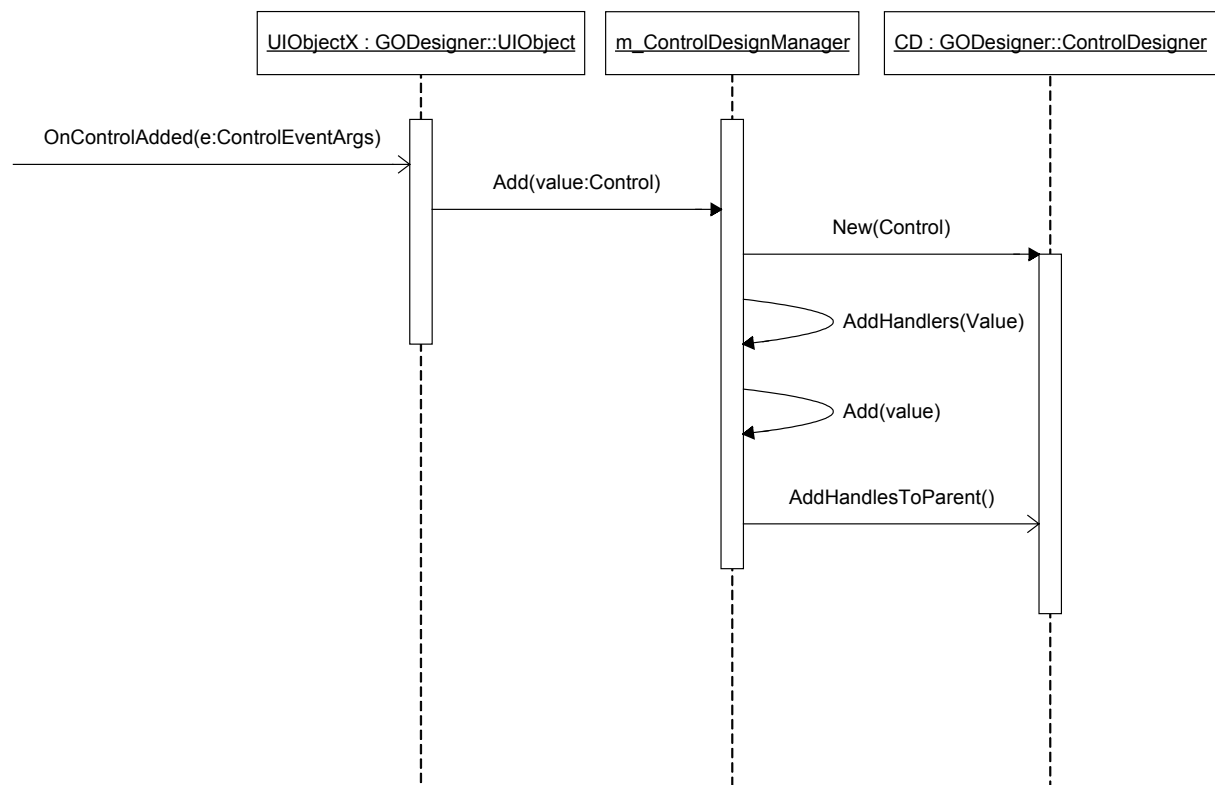 UIObjectX : GODesigner::UIObject
m_ControlDesignManager
CD : GODesigner::ControlDesigner
OnControlAdded(e:ControlEventArgs)
Add(value:Control)
New(Control)
AddHandlers(Value)
Add(value)
AddHandlesToParent()